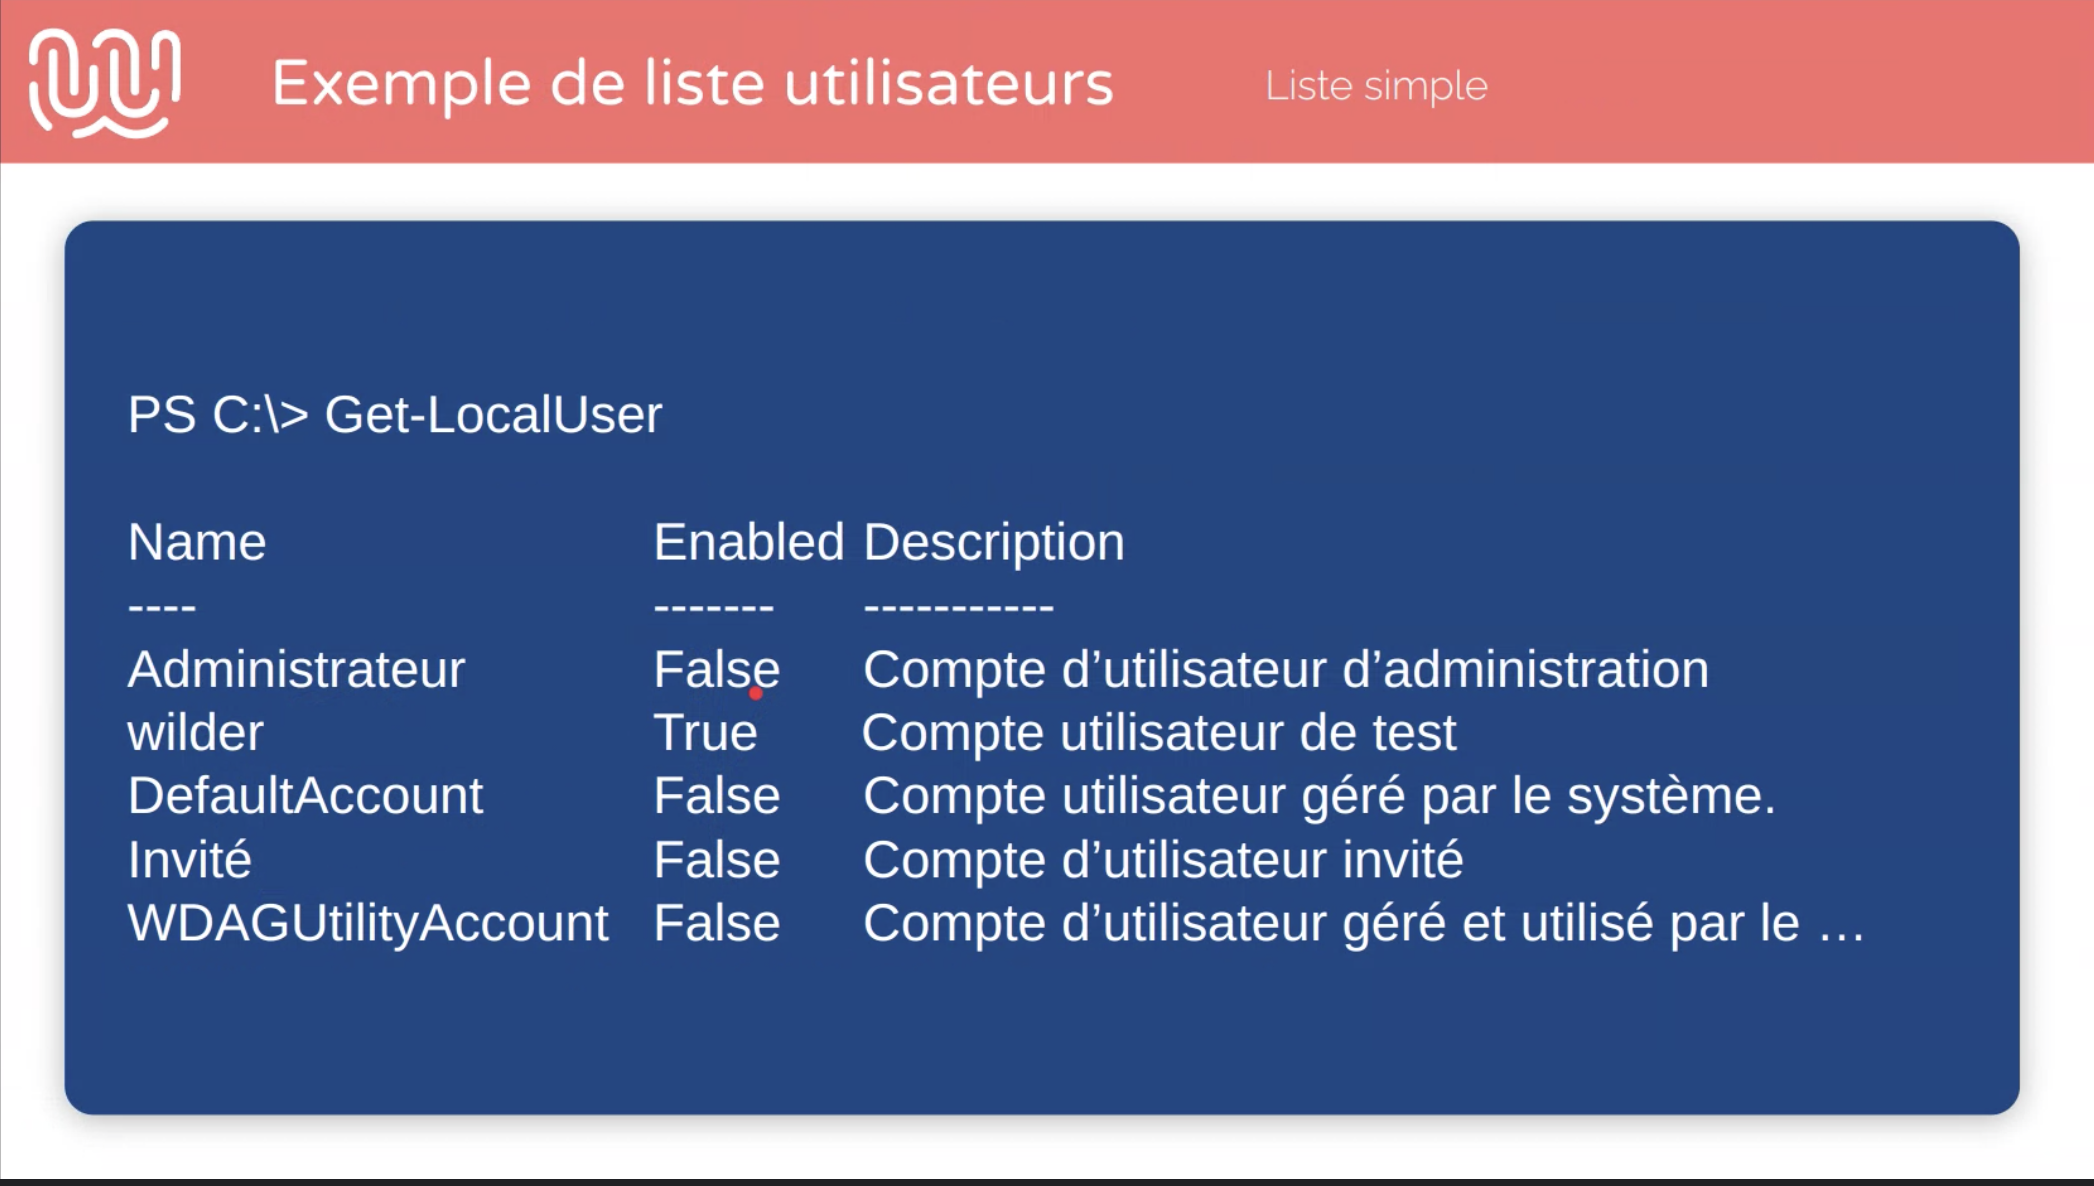 Exemple de liste utilisateurs Liste simple
PS C:\> Get-LocalUser
Name Enabled Description
---- ------- -----------
Administrateur False Compte d’utilisateur d’administration
wilder True Compte utilisateur de test
DefaultAccount False Compte utilisateur géré par le système.
Invité False Compte d’utilisateur invité
WDAGUtilityAccount False Compte d’utilisateur géré et utilisé par le …